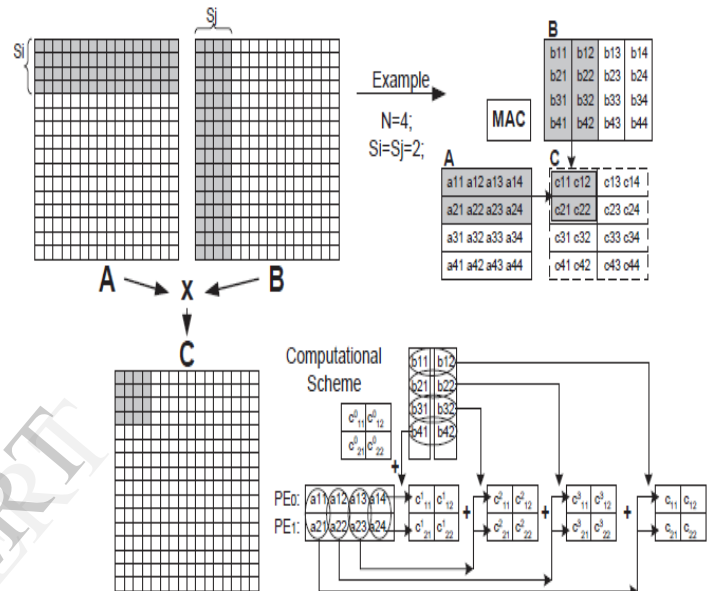 Sj
Si
Example
N=4;
Si=Sj=2;
MAC
B
b11 b12 b13 b14
b21 b22 b23 b24
b31 b32 b33 b34
b41 b42 b43 b44
A
a11 a12 a13 a14
a21 a22 a23 a24
a31 a32 a33 a34
a41 a42 a43 a44
C
c11 c12 c13 c14
c21 c22 c23 c24
c31 c32 c33 c34
c41 c42 c43 c44
A X B
C
Computational
Scheme
b11 b12
b21 b22
b31 b32
b41 b42
c⁰₁₁ c⁰₁₂
c⁰₂₁ c⁰₂₂
+
PE₀: a11 a12 a13 a14 c¹₁₁ c¹₁₂ + c²₁₁ c²₁₂ + c³₁₁ c³₁₂ + c₁₁ c₁₂
PE₁: a21 a22 a23 a24 c¹₂₁ c¹₂₂ c²₂₁ c²₂₂ c³₂₁ c³₂₂ c₂₁ c₂₂
ERT